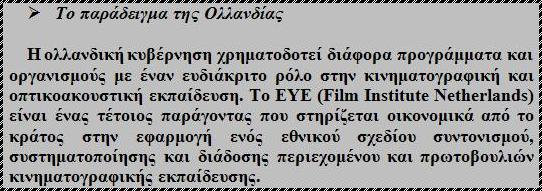 ➢ Το παράδειγμα της Ολλανδίας
Η ολλανδική κυβέρνηση χρηματοδοτεί διάφορα προγράμματα και
οργανισμούς με έναν ευδιάκριτο ρόλο στην κινηματογραφική και
οπτικοακουστική εκπαίδευση. Το EYE (Film Institute Netherlands)
είναι ένας τέτοιος παράγοντας που στηρίζεται οικονομικά από το
κράτος στην εφαρμογή ενός εθνικού σχεδίου συντονισμού,
συστηματοποίησης και διάδοσης περιεχομένου και πρωτοβουλιών
κινηματογραφικής εκπαίδευσης.